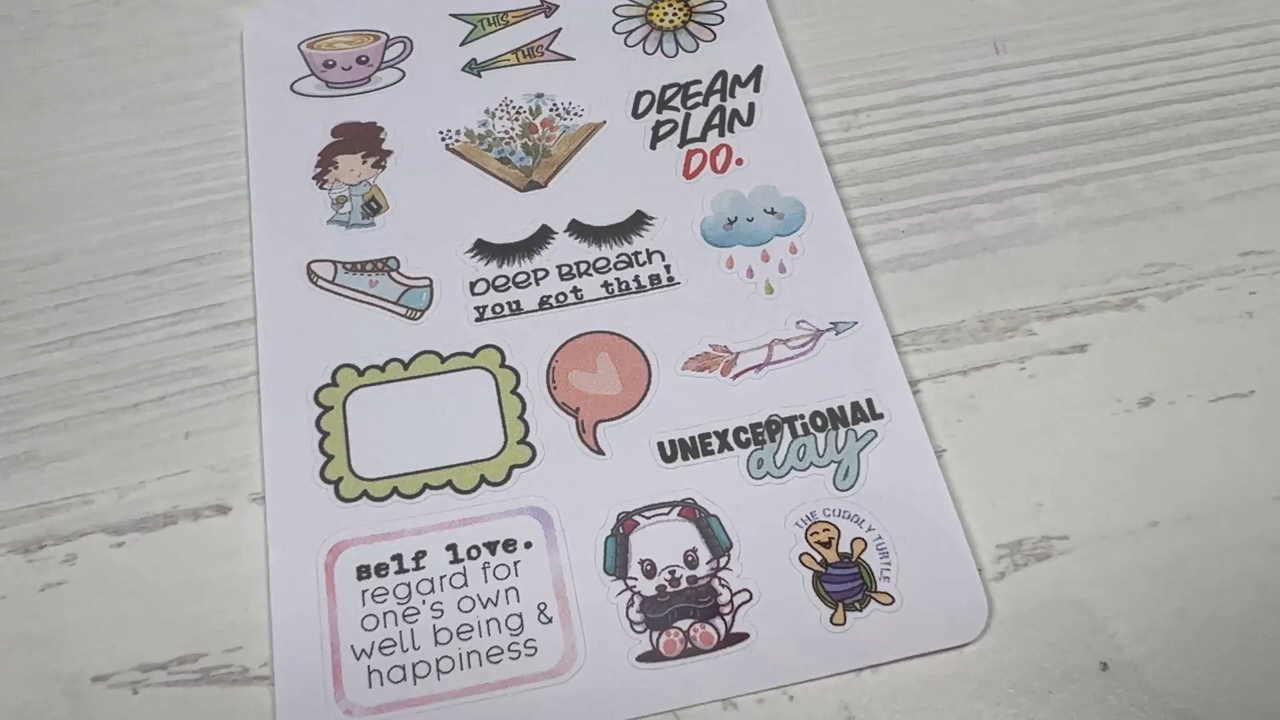 THIS
THIS
DREAM
PLAN
DO.
DEEP BREATH
you got this!
UNEXCEPTiONAL
day
self love.
regard for
one's own
well being &
happiness
THE CUDDLY TURTLE